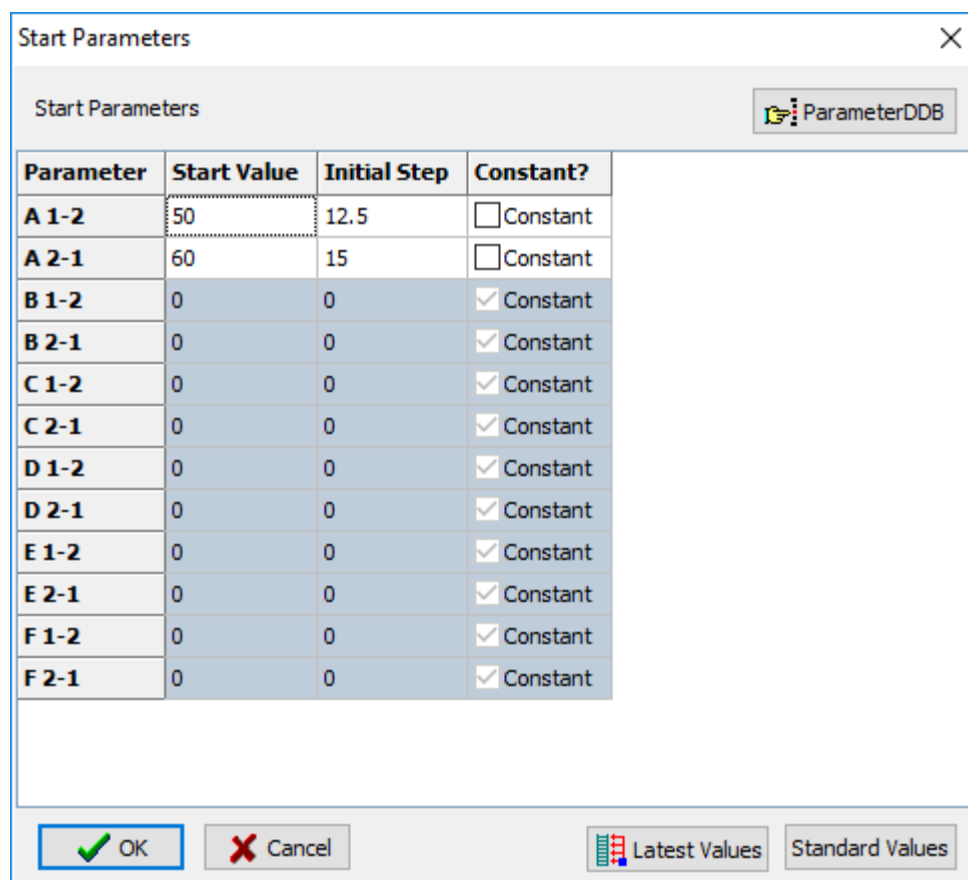 Start Parameters
Start Parameters
ParameterDDB
Parameter Start Value Initial Step Constant?
A 1-2 50 12.5 Constant
A 2-1 60 15 Constant
B 1-2 0 0 Constant
B 2-1 0 0 Constant
C 1-2 0 0 Constant
C 2-1 0 0 Constant
D 1-2 0 0 Constant
D 2-1 0 0 Constant
E 1-2 0 0 Constant
E 2-1 0 0 Constant
F 1-2 0 0 Constant
F 2-1 0 0 Constant
OK Cancel Latest Values Standard Values